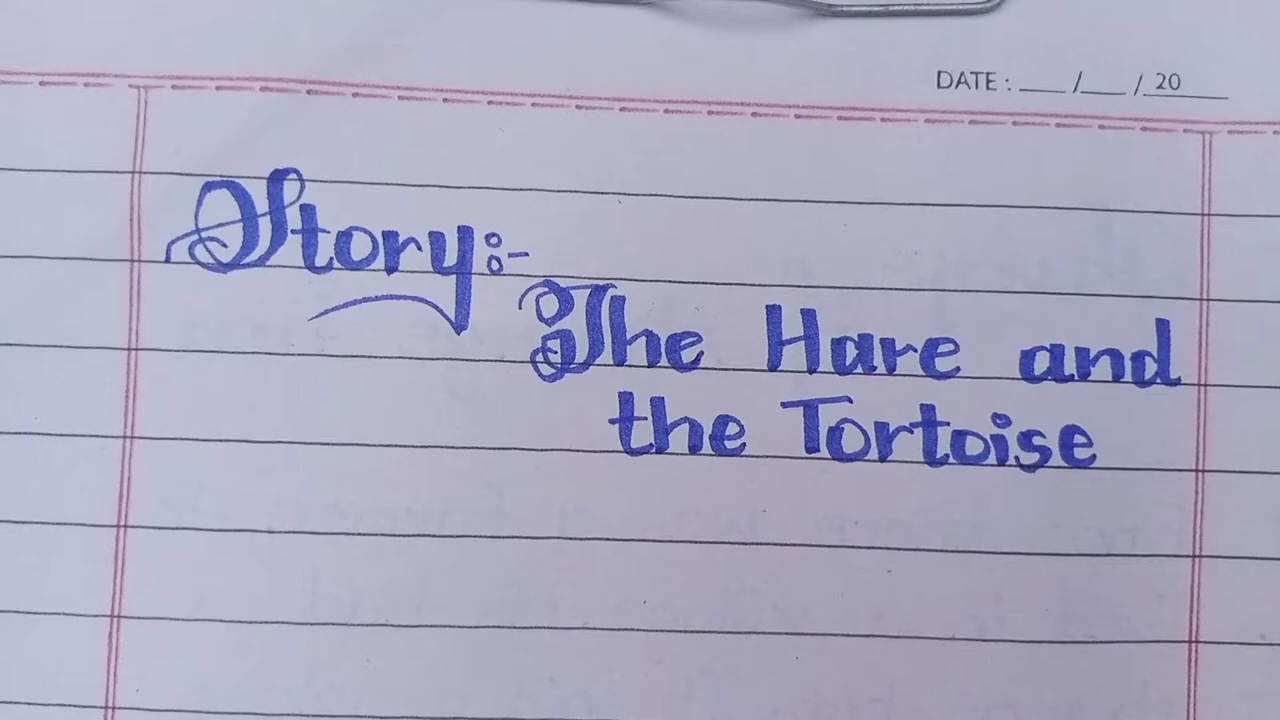 DATE : ___ /___ / 20
Story:-
The Hare and
the Tortoise